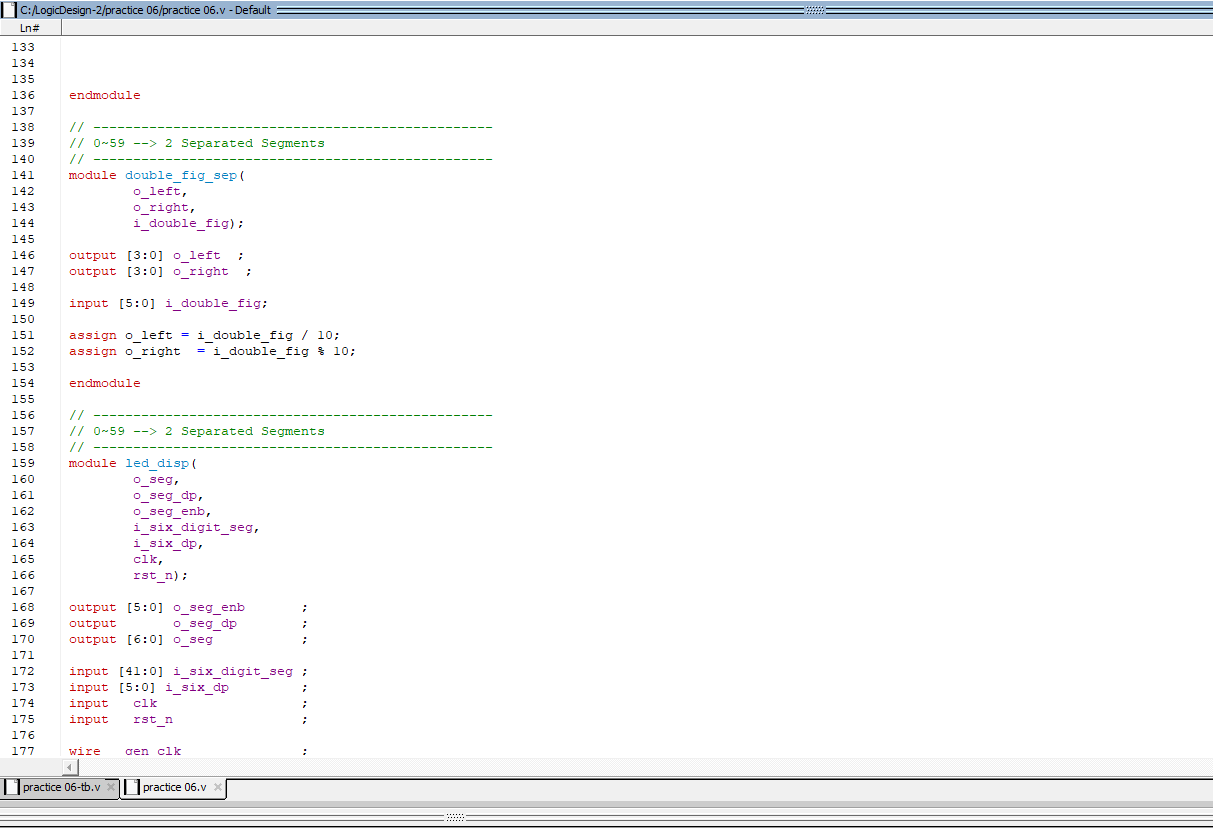 C:/LogicDesign-2/practice 06/practice 06.v - Default
Ln#
133
134
135
136 endmodule
137
138 // --------------------------------------------------
139 // 0~59 --> 2 Separated Segments
140 // --------------------------------------------------
141 module double_fig_sep(
142 o_left,
143 o_right,
144 i_double_fig);
145
146 output [3:0] o_left ;
147 output [3:0] o_right ;
148
149 input [5:0] i_double_fig;
150
151 assign o_left = i_double_fig / 10;
152 assign o_right = i_double_fig % 10;
153
154 endmodule
155
156 // --------------------------------------------------
157 // 0~59 --> 2 Separated Segments
158 // --------------------------------------------------
159 module led_disp(
160 o_seg,
161 o_seg_dp,
162 o_seg_enb,
163 i_six_digit_seg,
164 i_six_dp,
165 clk,
166 rst_n);
167
168 output [5:0] o_seg_enb ;
169 output o_seg_dp ;
170 output [6:0] o_seg ;
171
172 input [41:0] i_six_digit_seg ;
173 input [5:0] i_six_dp ;
174 input clk ;
175 input rst_n ;
176
177 wire gen_clk ;
practice 06-tb.v practice 06.v